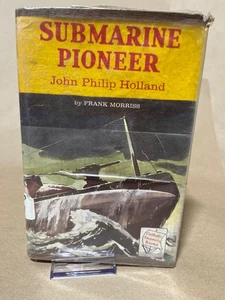 SUBMARINE
PIONEER
John Philip Holland
by FRANK MORRISS